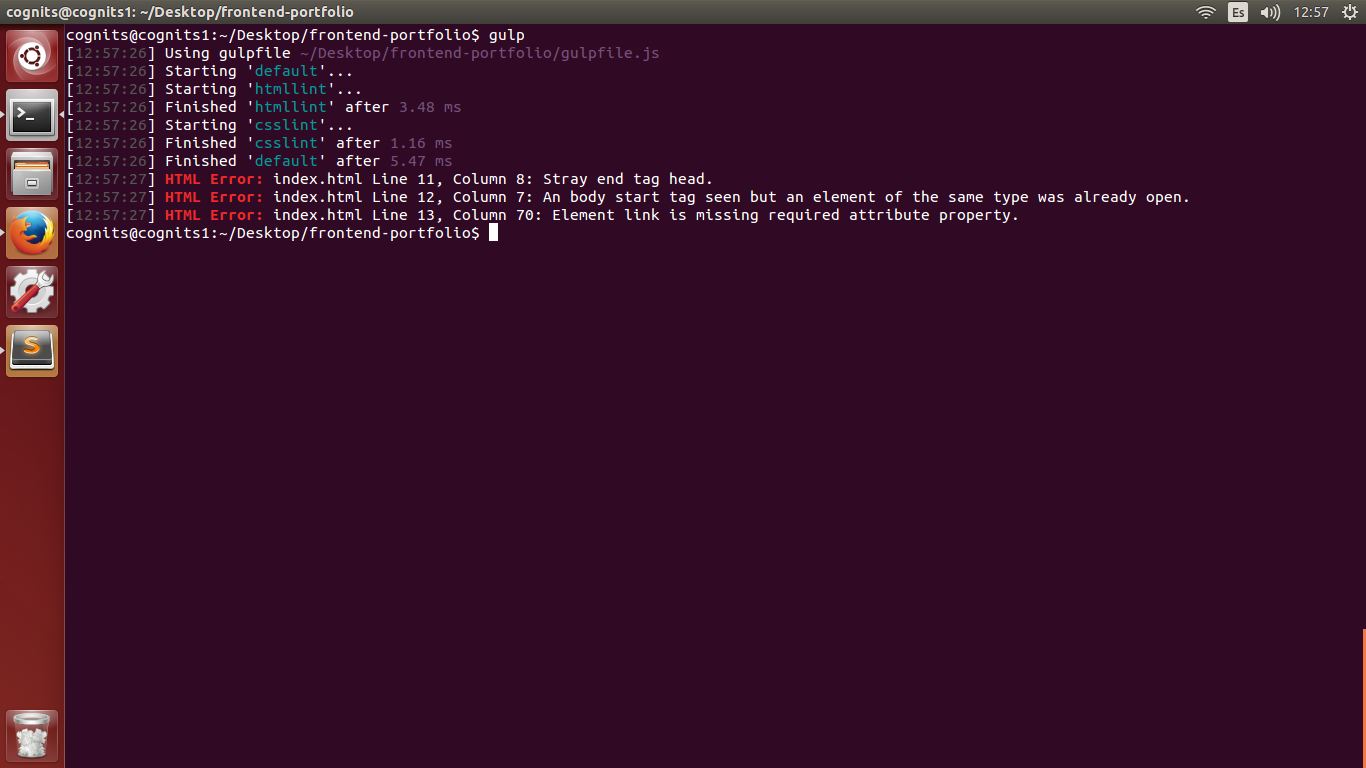 cognits@cognits1: ~/Desktop/frontend-portfolio
Es
12:57
cognits@cognits1:~/Desktop/frontend-portfolio$ gulp
[12:57:26] Using gulpfile ~/Desktop/frontend-portfolio/gulpfile.js
[12:57:26] Starting 'default'...
[12:57:26] Starting 'htmllint'...
[12:57:26] Finished 'htmllint' after 3.48 ms
[12:57:26] Starting 'csslint'...
[12:57:26] Finished 'csslint' after 1.16 ms
[12:57:26] Finished 'default' after 5.47 ms
[12:57:27] HTML Error: index.html Line 11, Column 8: Stray end tag head.
[12:57:27] HTML Error: index.html Line 12, Column 7: An body start tag seen but an element of the same type was already open.
[12:57:27] HTML Error: index.html Line 13, Column 70: Element link is missing required attribute property.
cognits@cognits1:~/Desktop/frontend-portfolio$
>_
S